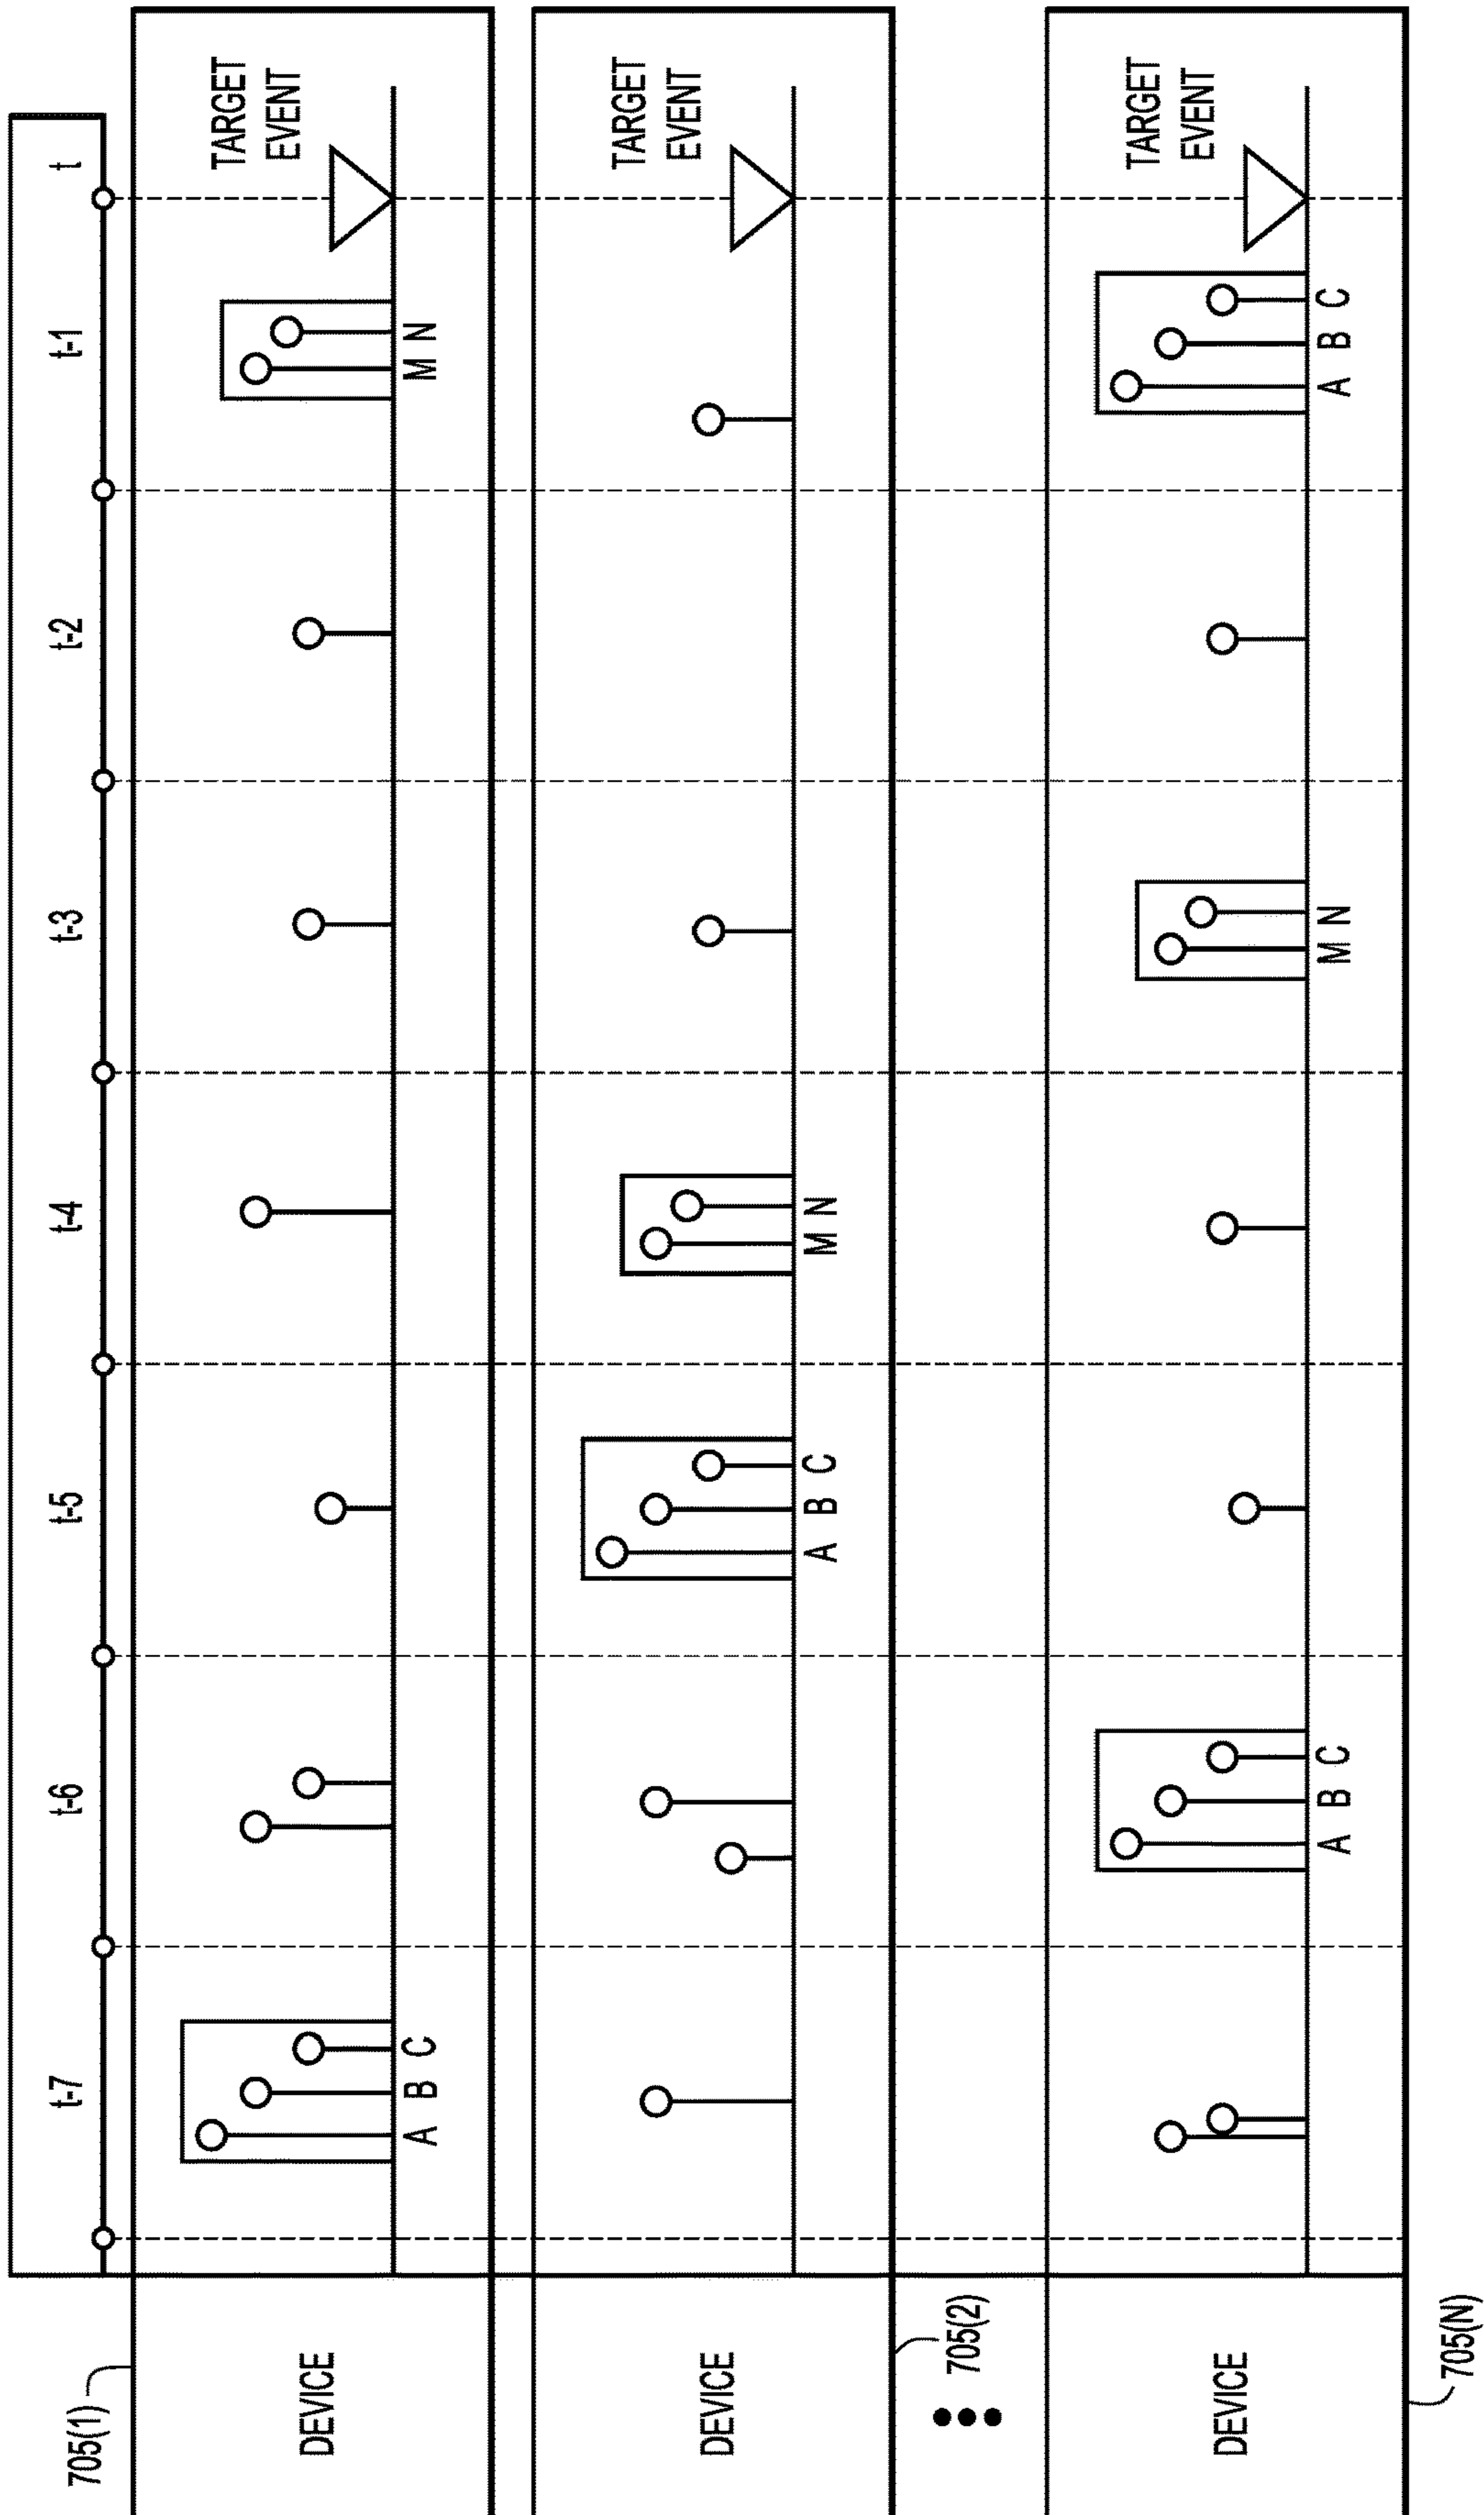 t-7 t-6 t-5 t-4 t-3 t-2 t-1 t
705(1)
DEVICE
TARGET
EVENT
A B C
M N
DEVICE
TARGET
EVENT
A B C
M N
705(2)
DEVICE
TARGET
EVENT
A B C
M N
A B C
705(N)